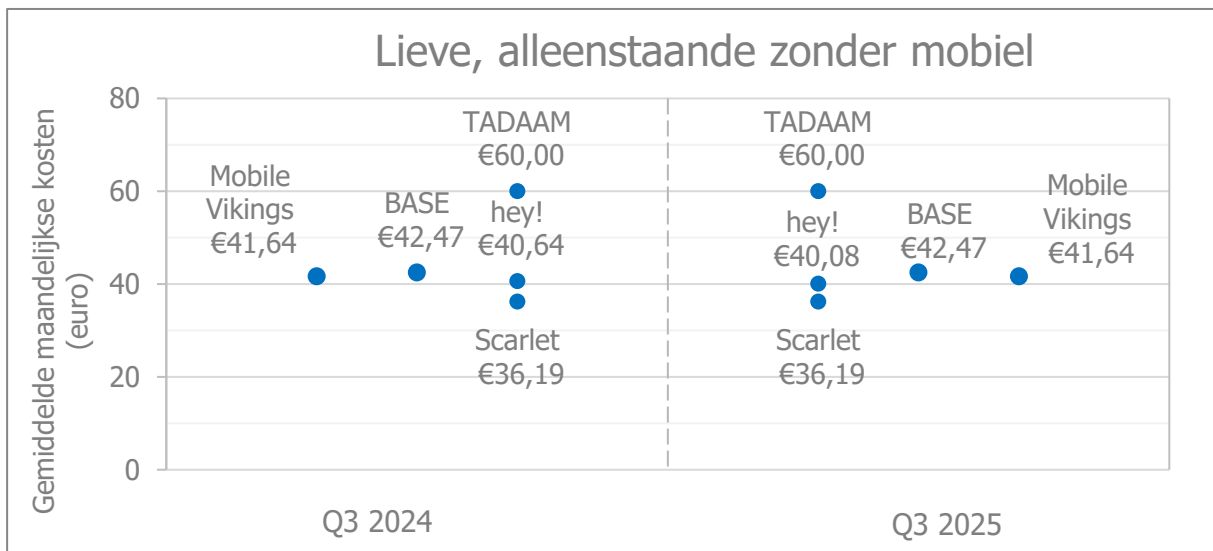 Lieve, alleenstaande zonder mobiel
Gemiddelde maandelijkse kosten
(euro)
80
60
40
20
0
Mobile
Vikings
€41,64
BASE
€42,47
TADAAM
€60,00
hey!
€40,64
Scarlet
€36,19
TADAAM
€60,00
hey!
€40,08
Scarlet
€36,19
BASE
€42,47
Mobile
Vikings
€41,64
Q3 2024
Q3 2025